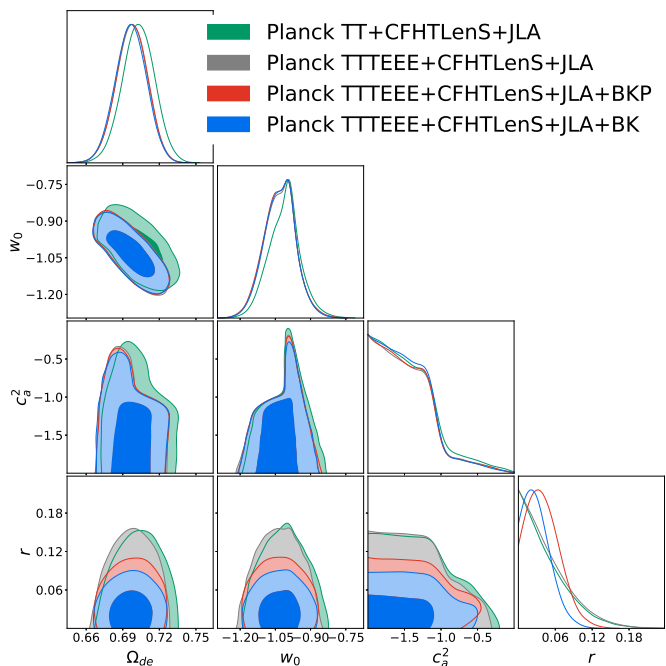 Planck TT+CFHTLenS+JLA
Planck TTTEEE+CFHTLenS+JLA
Planck TTTEEE+CFHTLenS+JLA+BKP
Planck TTTEEE+CFHTLenS+JLA+BK
−0.75
−0.90
−1.05
−1.20
w₀
−0.5
−1.0
−1.5
cₐ²
0.18
0.12
0.06
r
0.66 0.69 0.72 0.75
−1.20 −1.05 −0.90 −0.75
−1.5 −1.0 −0.5
0.06 0.12 0.18
Ω_de w₀ cₐ² r